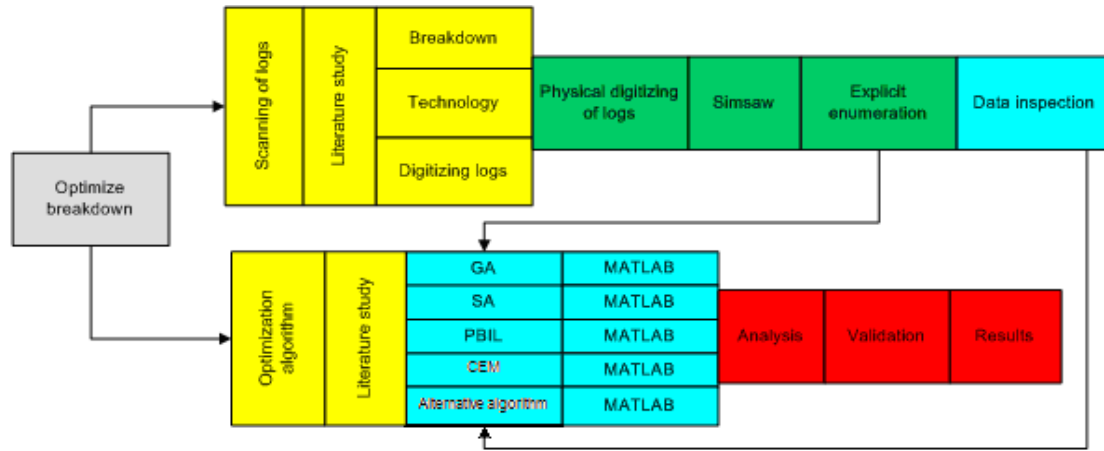 Optimize
breakdown
Scanning of logs
Literature study
Breakdown
Technology
Digitizing logs
Physical digitizing
of logs
Simsaw
Explicit
enumeration
Data inspection
Optimization
algorithm
Literature study
GA
MATLAB
SA
MATLAB
PBIL
MATLAB
CEM
MATLAB
Alternative algorithm
MATLAB
Analysis
Validation
Results